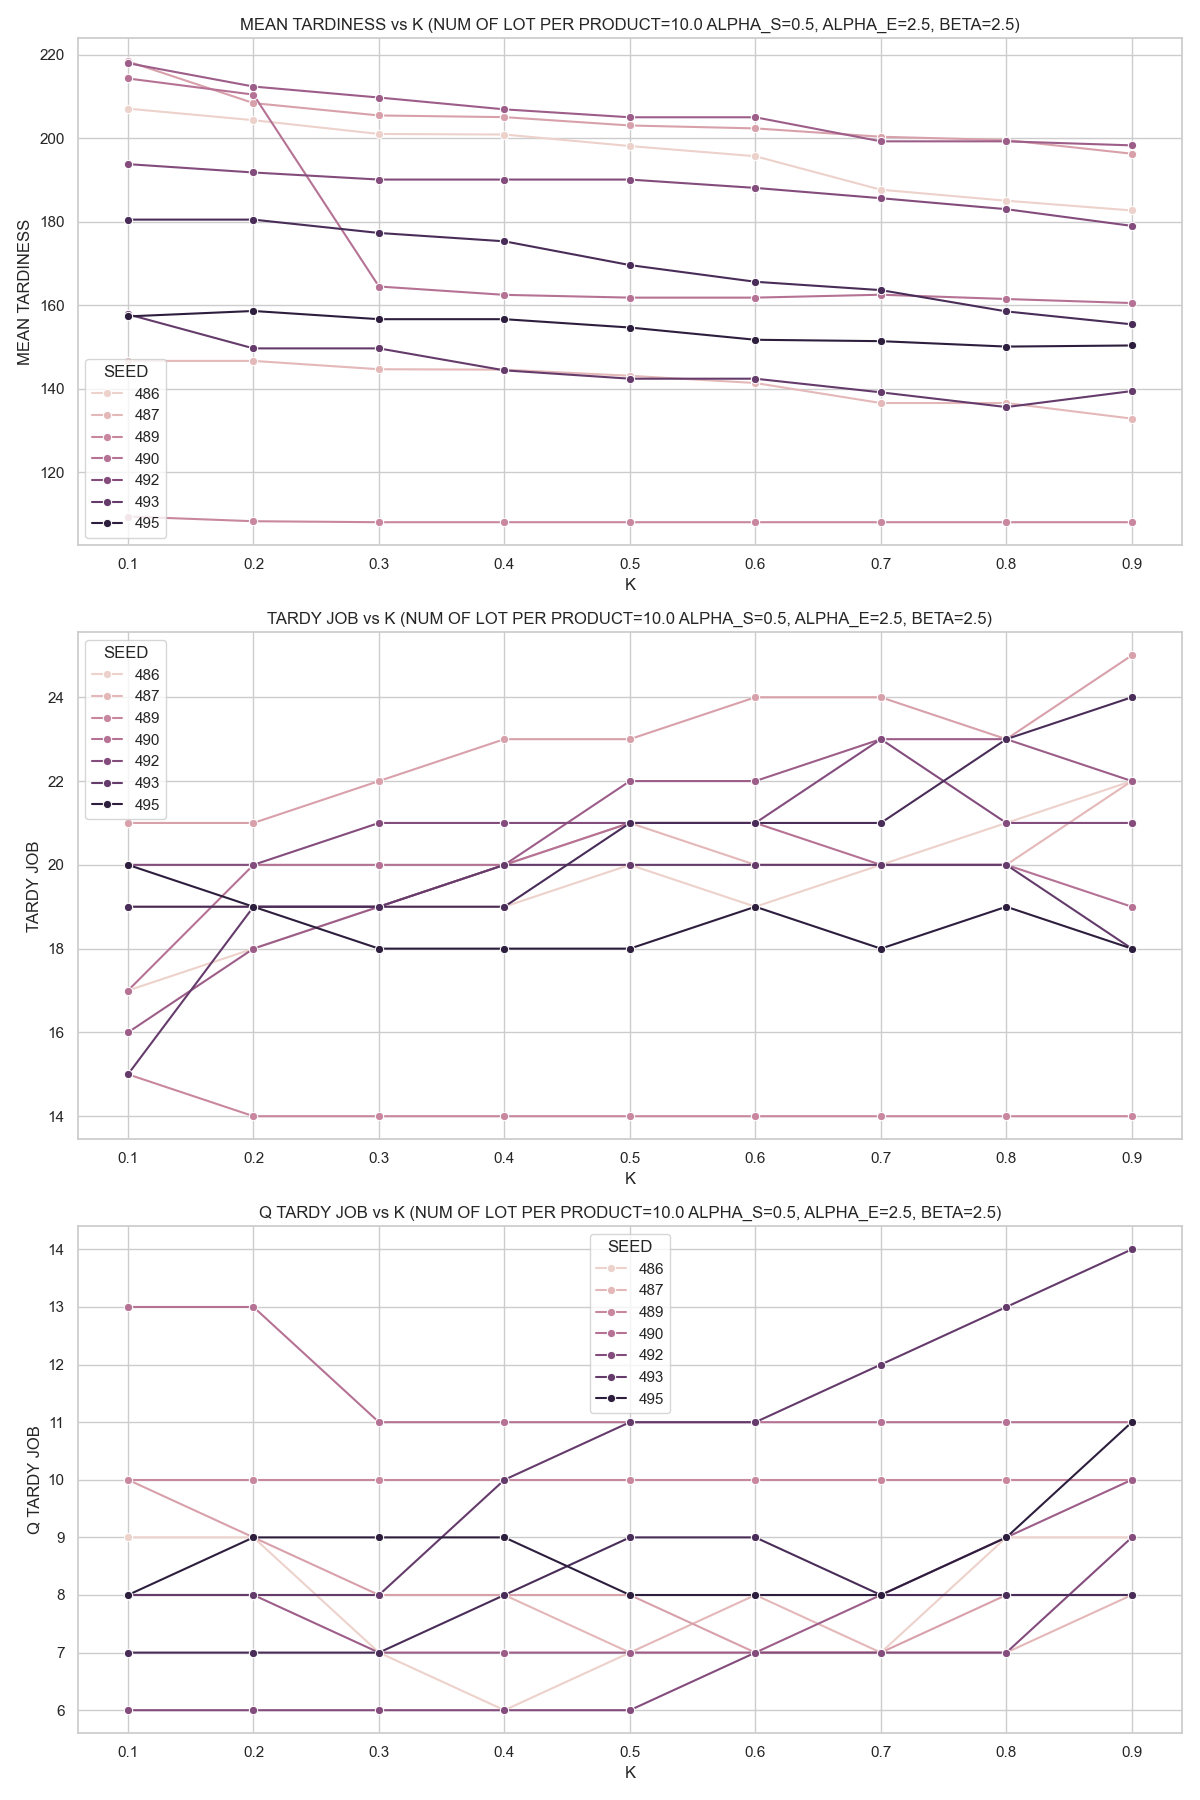 MEAN TARDINESS vs K (NUM OF LOT PER PRODUCT=10.0 ALPHA_S=0.5, ALPHA_E=2.5, BETA=2.5)
220
200
180
160
140
120
MEAN TARDINESS
SEED
486
487
489
490
492
493
495
0.1 0.2 0.3 0.4 0.5 0.6 0.7 0.8 0.9
K
TARDY JOB vs K (NUM OF LOT PER PRODUCT=10.0 ALPHA_S=0.5, ALPHA_E=2.5, BETA=2.5)
SEED
486
487
489
490
492
493
495
24
22
20
18
16
14
TARDY JOB
0.1 0.2 0.3 0.4 0.5 0.6 0.7 0.8 0.9
K
Q TARDY JOB vs K (NUM OF LOT PER PRODUCT=10.0 ALPHA_S=0.5, ALPHA_E=2.5, BETA=2.5)
SEED
486
487
489
490
492
493
495
14
13
12
11
10
9
8
7
6
Q TARDY JOB
0.1 0.2 0.3 0.4 0.5 0.6 0.7 0.8 0.9
K